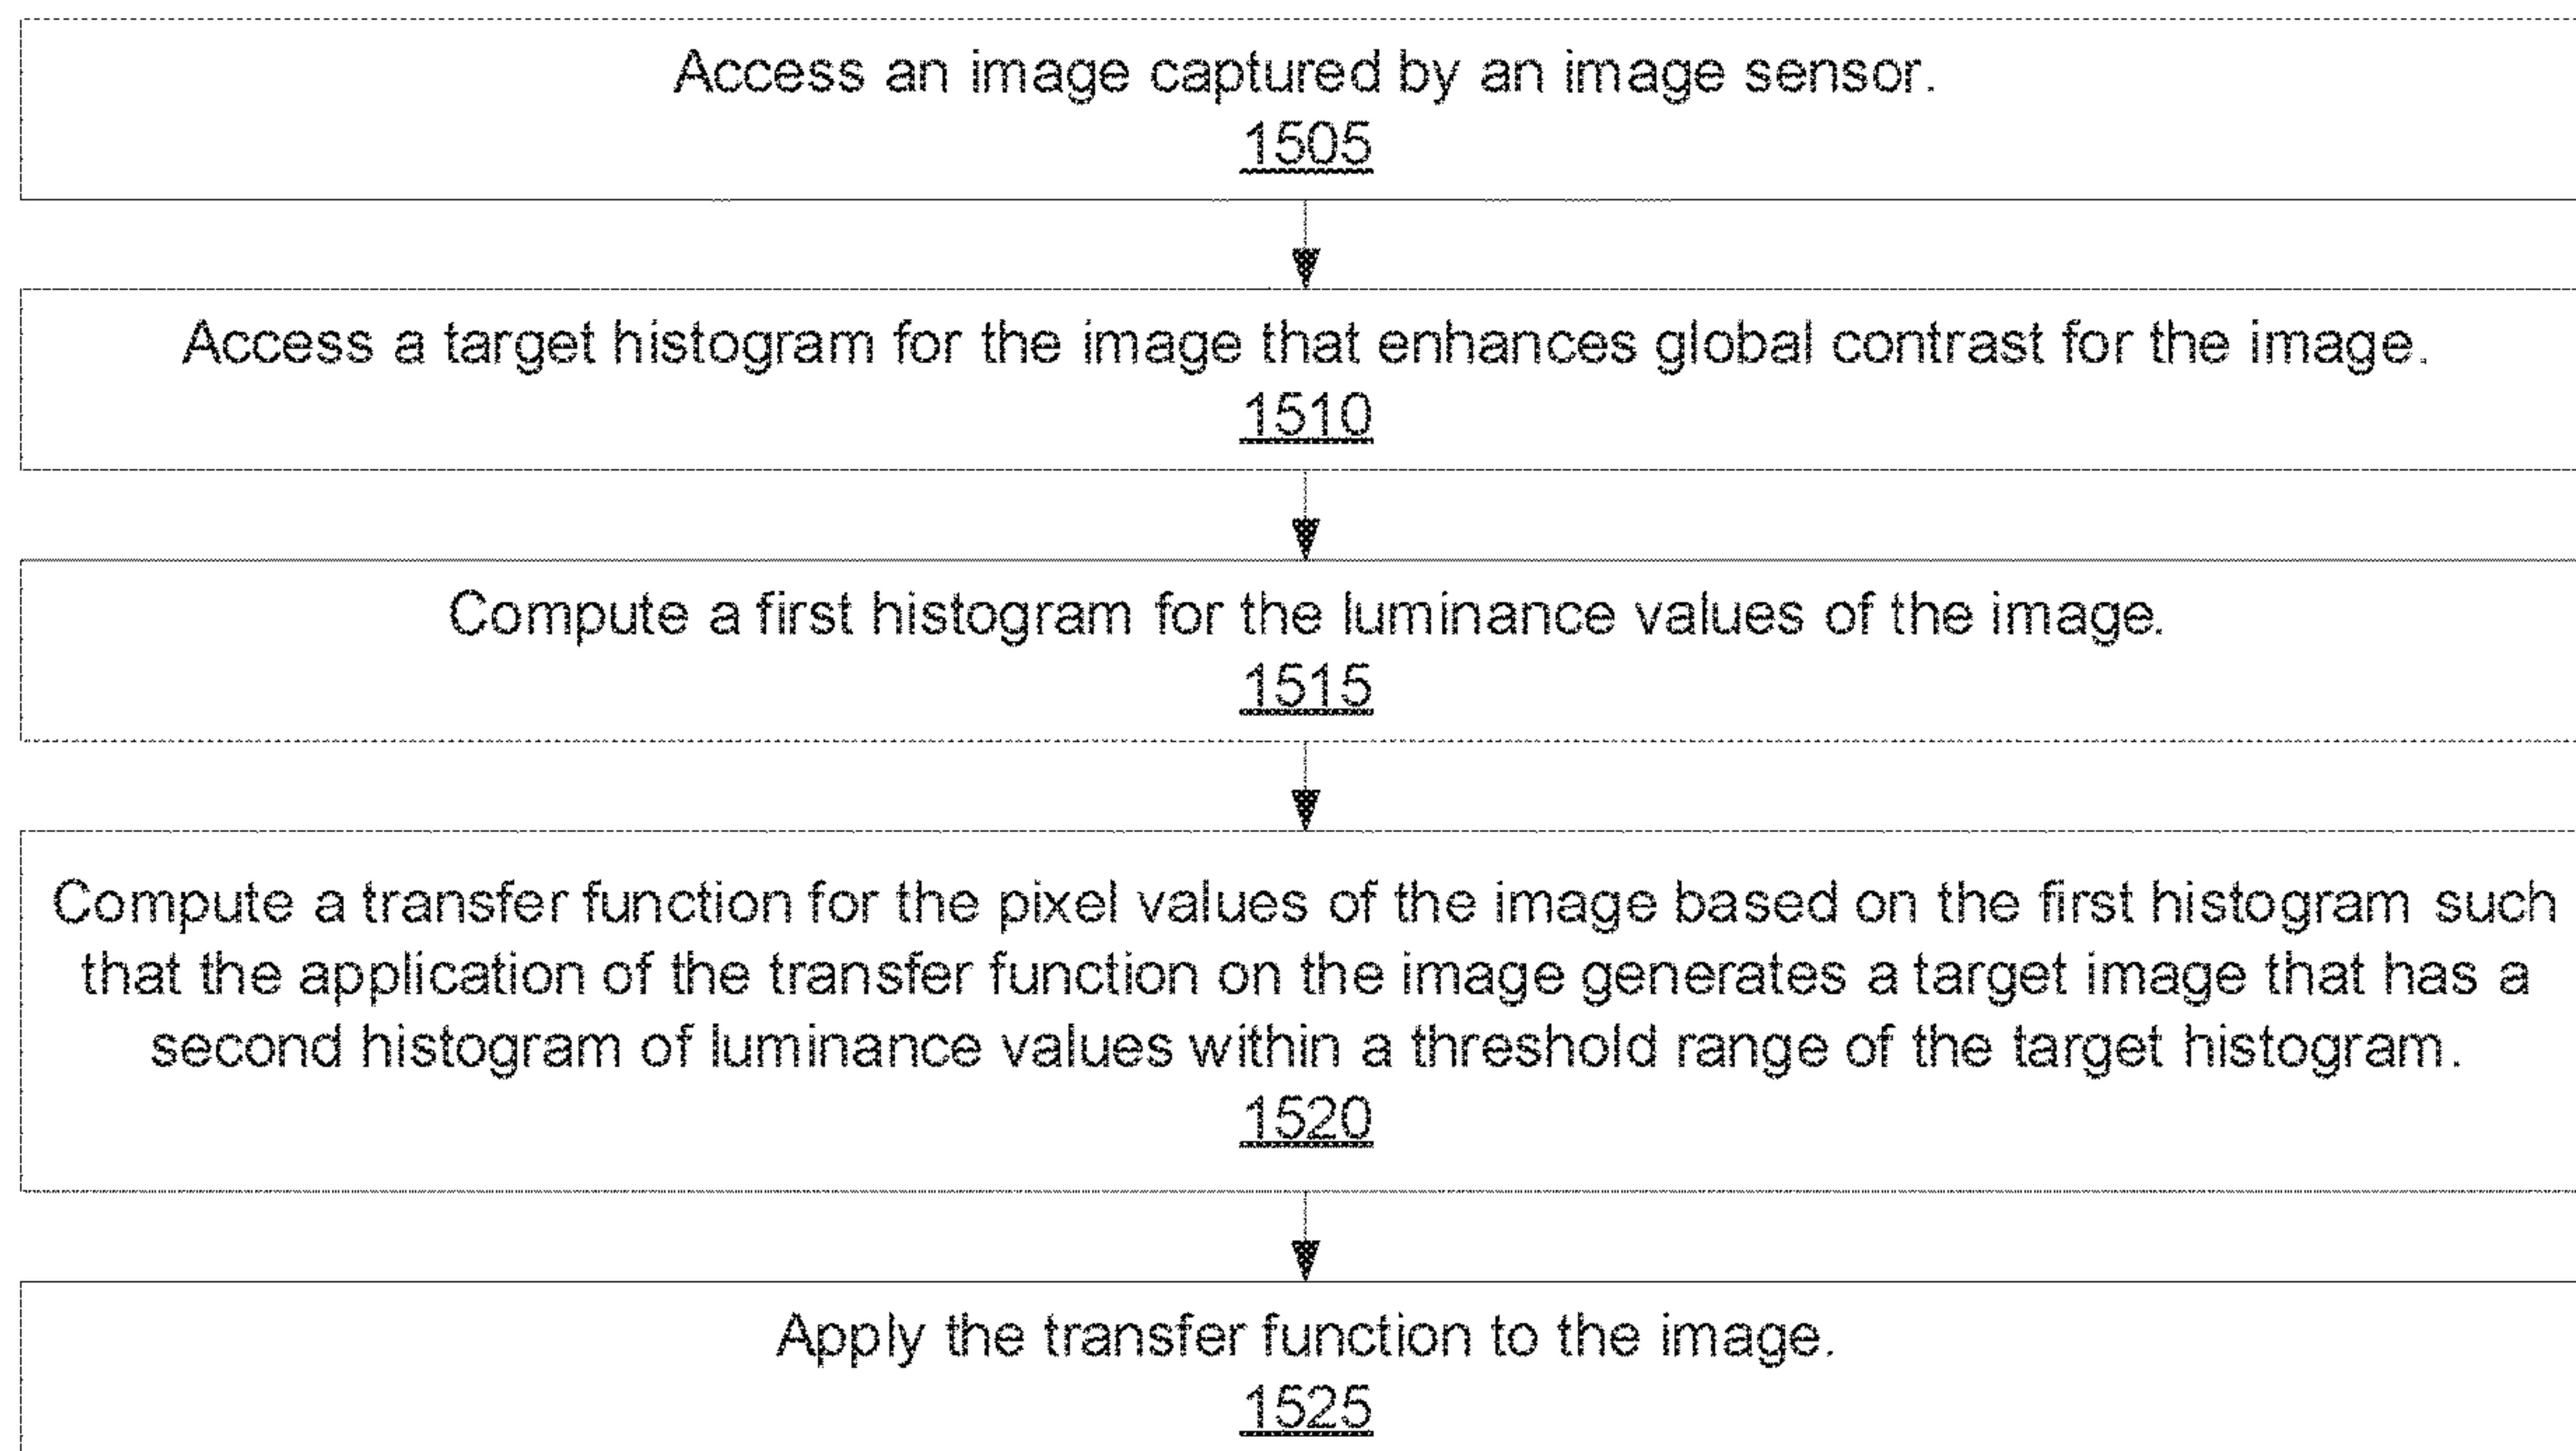 Access an image captured by an image sensor.
1505
Access a target histogram for the image that enhances global contrast for the image.
1510
Compute a first histogram for the luminance values of the image.
1515
Compute a transfer function for the pixel values of the image based on the first histogram such
that the application of the transfer function on the image generates a target image that has a
second histogram of luminance values within a threshold range of the target histogram.
1520
Apply the transfer function to the image.
1525